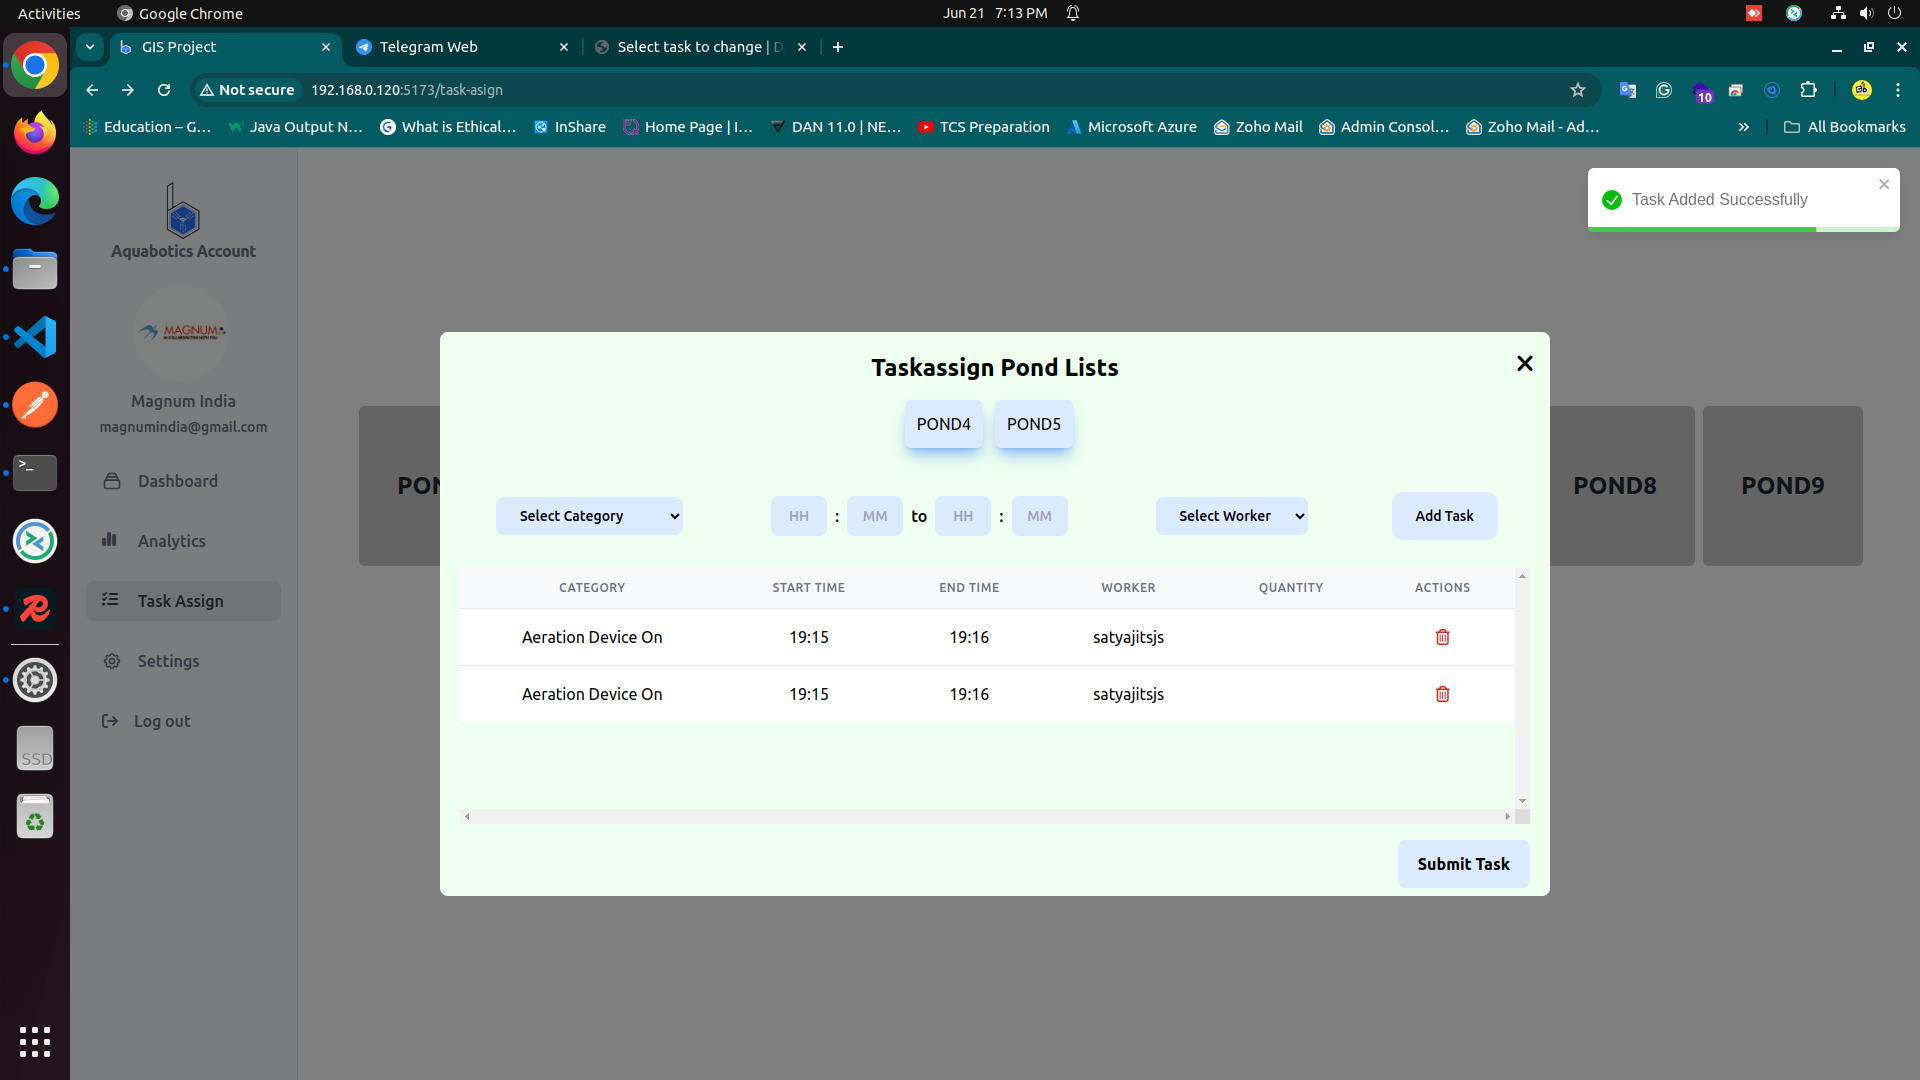 Activities
Google Chrome
Jun 21 7:13 PM
GIS Project
Telegram Web
Select task to change | D
Not secure
192.168.0.120:5173/task-asign
10
Education – G...
Java Output N...
What is Ethical...
InShare
Home Page | I...
DAN 11.0 | NE...
TCS Preparation
Microsoft Azure
Zoho Mail
Admin Consol...
Zoho Mail - Ad...
All Bookmarks
Aquabotics Account
MAGNUM
Magnum India
magnumindia@gmail.com
Dashboard
Analytics
Task Assign
Settings
Log out
SSD
Task Added Successfully
Taskassign Pond Lists
POND4 POND5
Select Category
HH : MM to HH : MM
Select Worker
Add Task
CATEGORY START TIME END TIME WORKER QUANTITY ACTIONS
Aeration Device On 19:15 19:16 satyajitsjs
Aeration Device On 19:15 19:16 satyajitsjs
Submit Task
PON
POND8
POND9